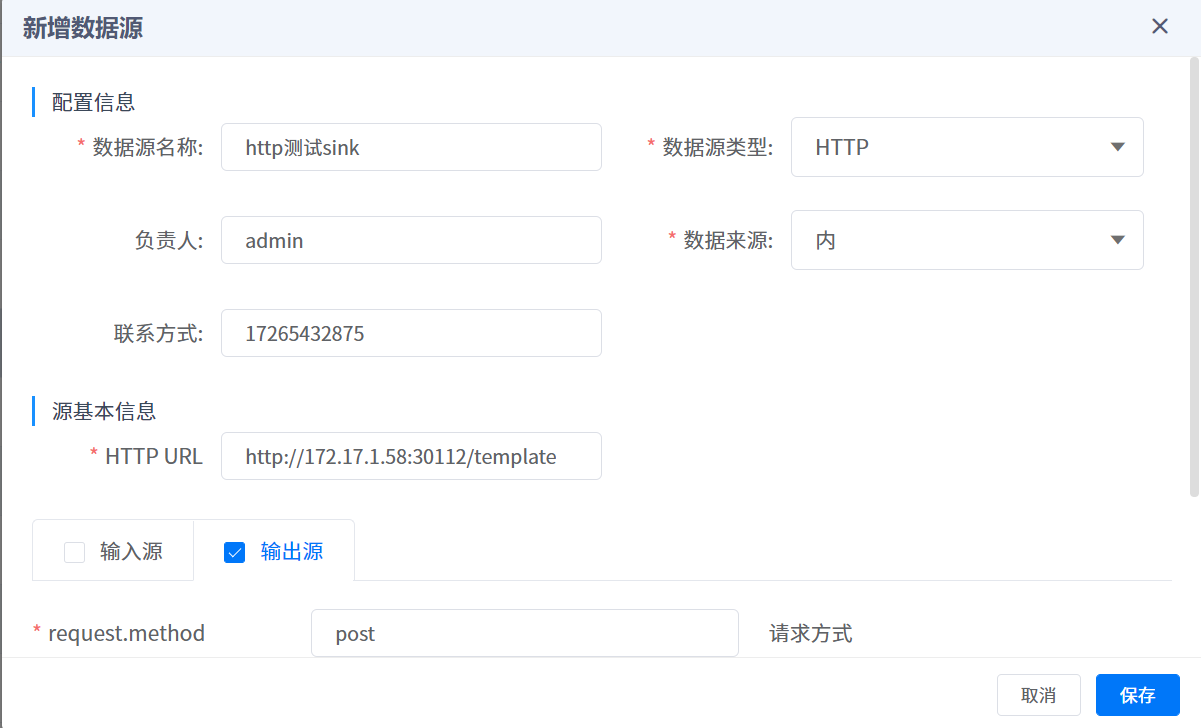 新增数据源
配置信息
* 数据源名称: http测试sink * 数据源类型: HTTP
负责人: admin * 数据来源: 内
联系方式: 17265432875
源基本信息
* HTTP URL http://172.17.1.58:30112/template
输入源 输出源
* request.method post 请求方式
取消 保存